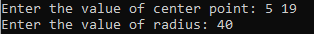 Enter the value of center point: 5 19
Enter the value of radius: 40